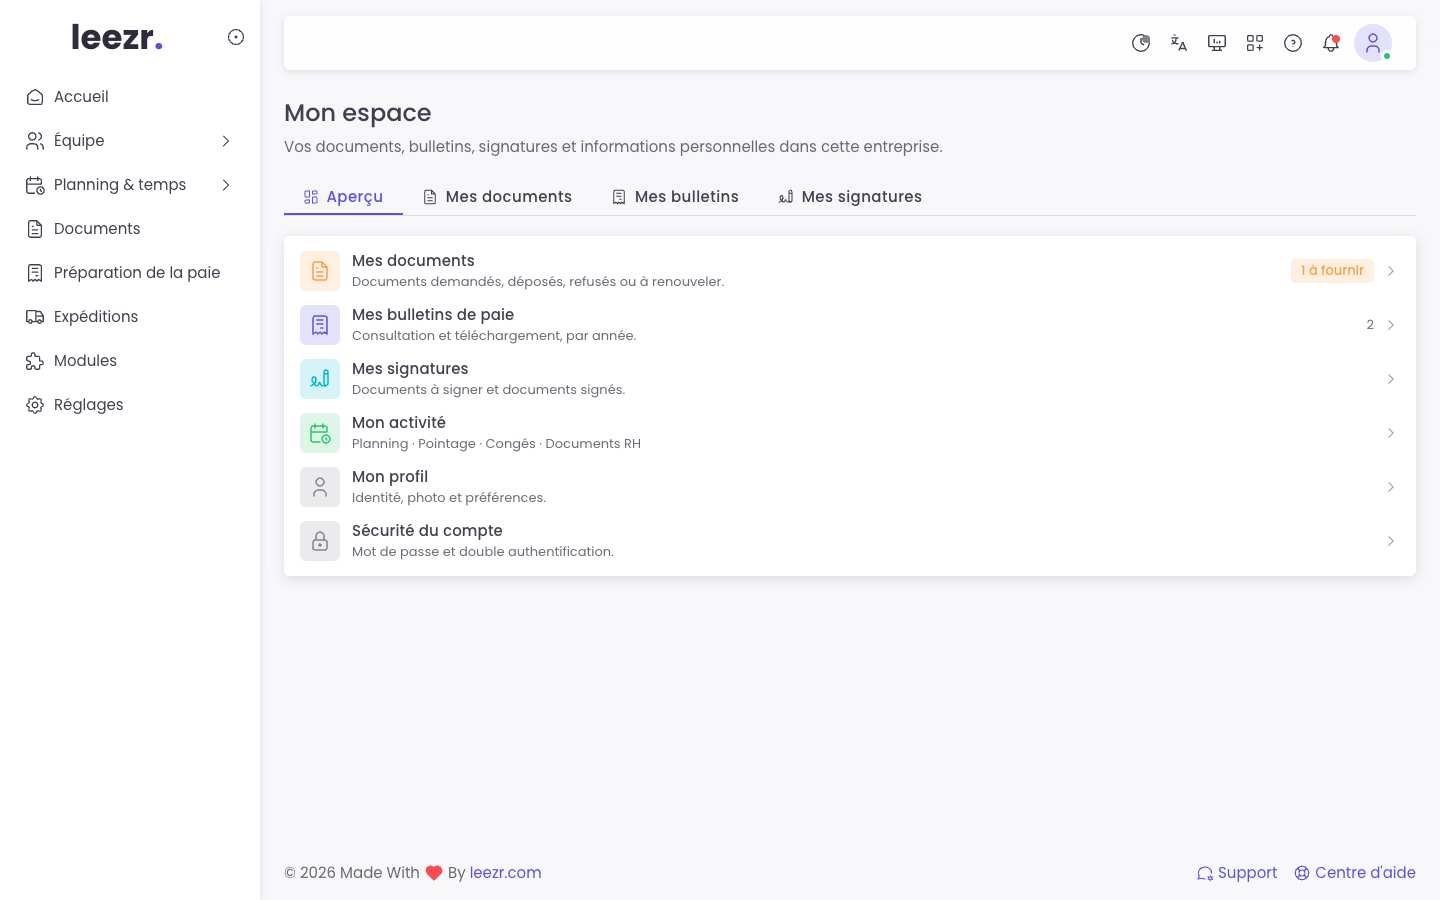 leezr.
Accueil
Équipe
Planning & temps
Documents
Préparation de la paie
Expéditions
Modules
Réglages
Mon espace
Vos documents, bulletins, signatures et informations personnelles dans cette entreprise.
Aperçu
Mes documents
Mes bulletins
Mes signatures
Mes documents
Documents demandés, déposés, refusés ou à renouveler.
1 à fournir
Mes bulletins de paie
Consultation et téléchargement, par année.
2
Mes signatures
Documents à signer et documents signés.
Mon activité
Planning · Pointage · Congés · Documents RH
Mon profil
Identité, photo et préférences.
Sécurité du compte
Mot de passe et double authentification.
© 2026 Made With ❤ By leezr.com
Support
Centre d'aide